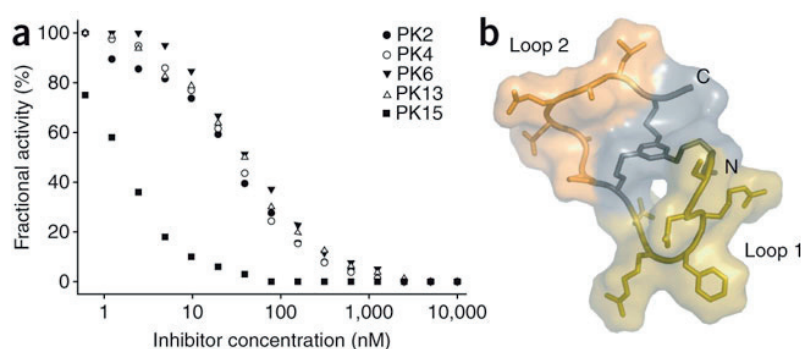 a
Fractional activity (%)
100
80
60
40
20
0
1
10
100
1,000
10,000
Inhibitor concentration (nM)
PK2
PK4
PK6
PK13
PK15
b
Loop 2
C
N
Loop 1